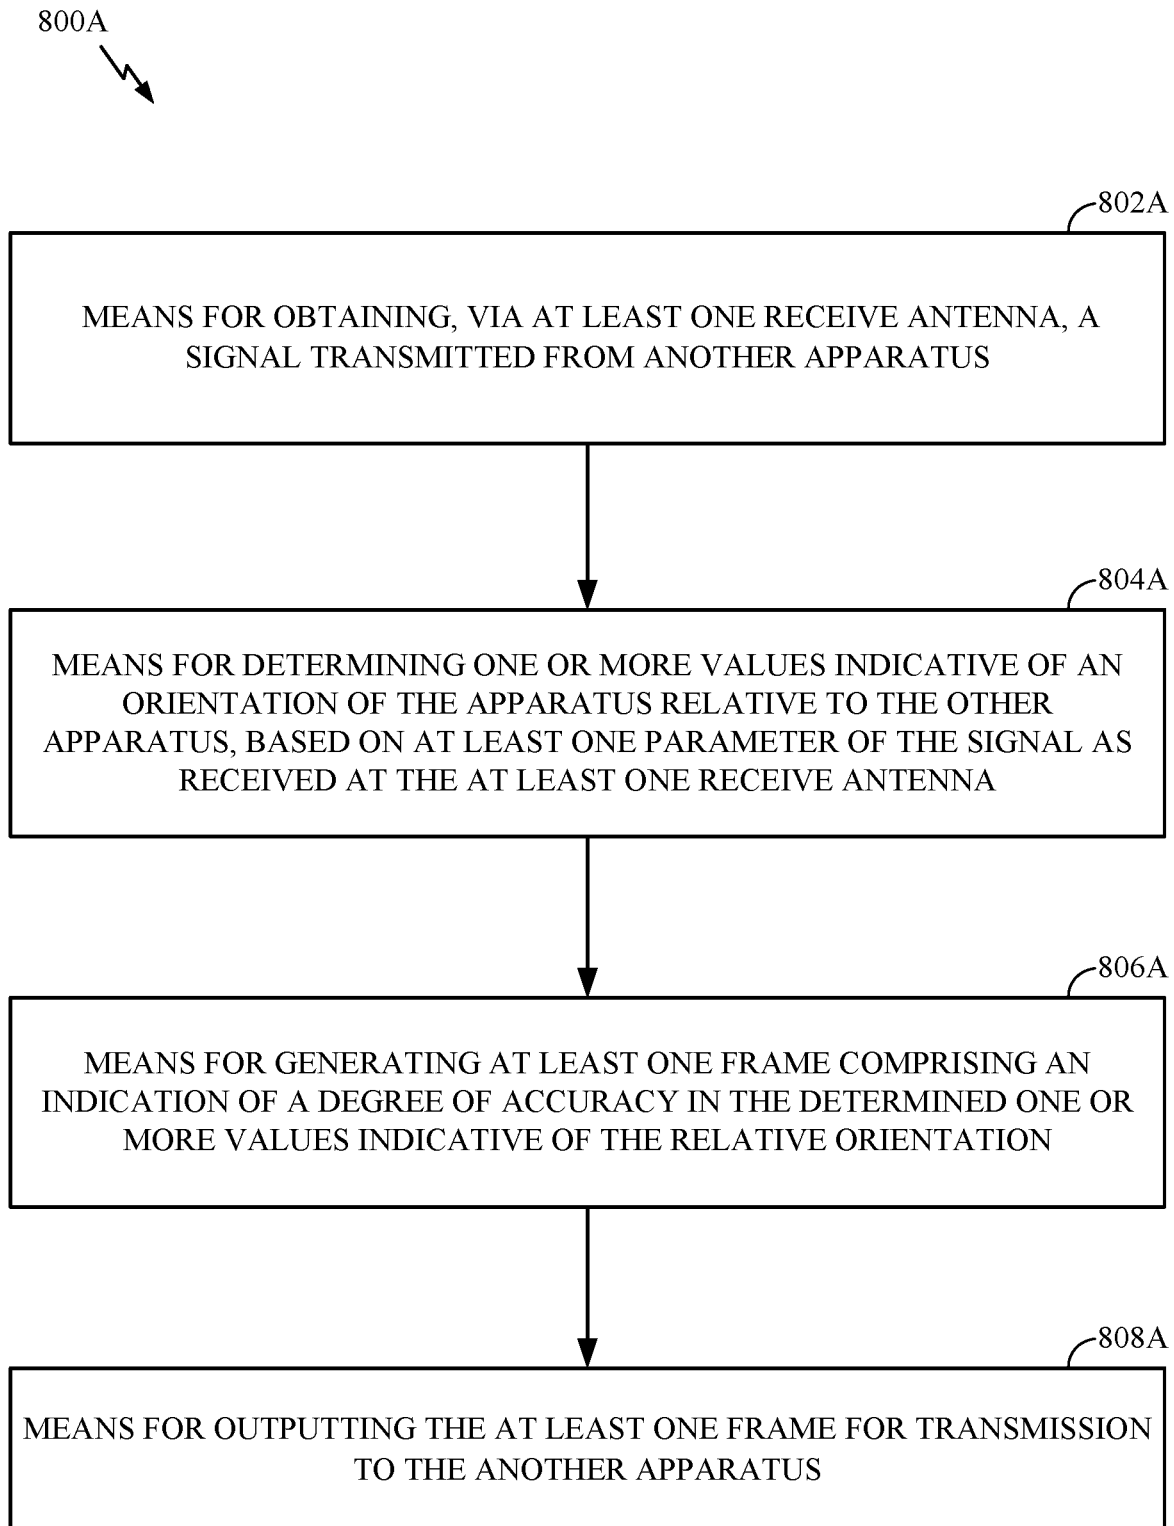 800A
802A
MEANS FOR OBTAINING, VIA AT LEAST ONE RECEIVE ANTENNA, A
SIGNAL TRANSMITTED FROM ANOTHER APPARATUS
804A
MEANS FOR DETERMINING ONE OR MORE VALUES INDICATIVE OF AN
ORIENTATION OF THE APPARATUS RELATIVE TO THE OTHER
APPARATUS, BASED ON AT LEAST ONE PARAMETER OF THE SIGNAL AS
RECEIVED AT THE AT LEAST ONE RECEIVE ANTENNA
806A
MEANS FOR GENERATING AT LEAST ONE FRAME COMPRISING AN
INDICATION OF A DEGREE OF ACCURACY IN THE DETERMINED ONE OR
MORE VALUES INDICATIVE OF THE RELATIVE ORIENTATION
808A
MEANS FOR OUTPUTTING THE AT LEAST ONE FRAME FOR TRANSMISSION
TO THE ANOTHER APPARATUS